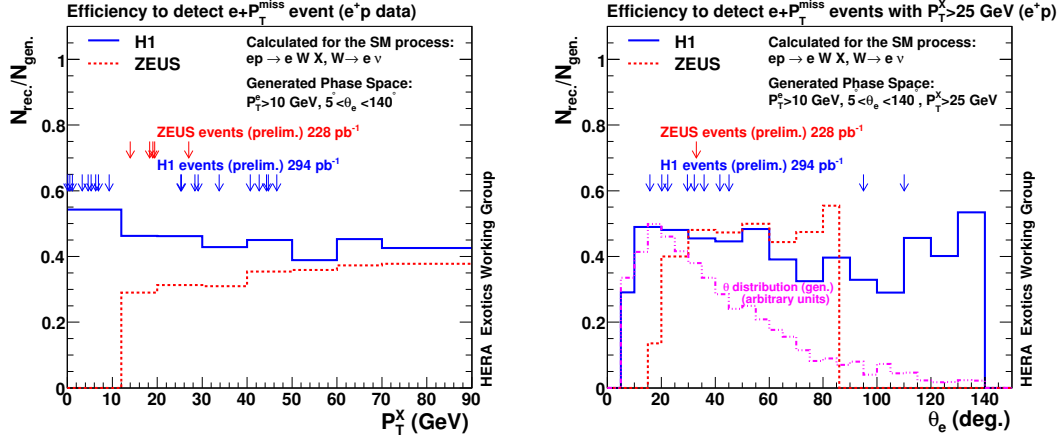 Efficiency to detect e+P_T^miss event (e⁺p data)
H1
ZEUS
Calculated for the SM process:
ep → e W X, W→ e ν
Generated Phase Space:
P_T^e>10 GeV, 5°<θ_e<140°
ZEUS events (prelim.) 228 pb⁻¹
H1 events (prelim.) 294 pb⁻¹
N_rec./N_gen.
1
0.8
0.6
0.4
0.2
0
0 10 20 30 40 50 60 70 80 90
P_T^X (GeV)
HERA Exotics Working Group
Efficiency to detect e+P_T^miss events with P_T^X>25 GeV (e⁺p)
H1
ZEUS
Calculated for the SM process:
ep → e W X, W→ e ν
Generated Phase Space:
P_T^e>10 GeV, 5°<θ_e<140°, P_T^X>25 GeV
ZEUS events (prelim.) 228 pb⁻¹
H1 events (prelim.) 294 pb⁻¹
θ distribution (gen.)
(arbitrary units)
N_rec./N_gen.
1
0.8
0.6
0.4
0.2
0
0 20 40 60 80 100 120 140
θ_e (deg.)
HERA Exotics Working Group